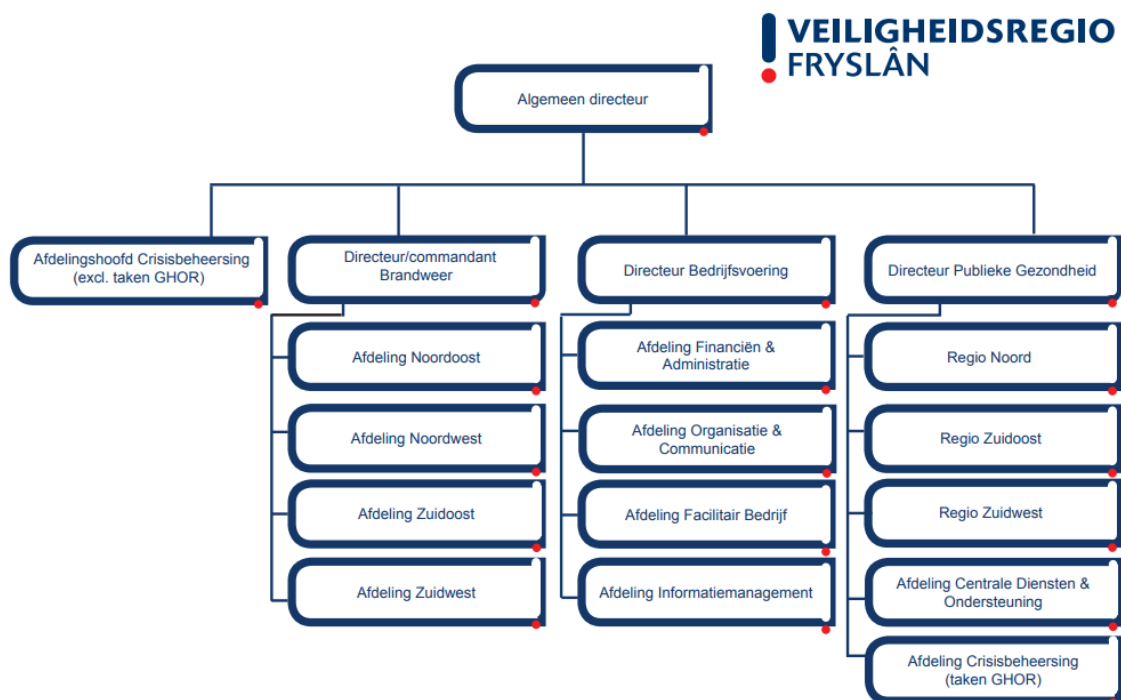 VEILIGHEIDSREGIO
FRYSLÂN
Algemeen directeur
Afdelingshoofd Crisisbeheersing
(excl. taken GHOR)
Directeur/commandant
Brandweer
Directeur Bedrijfsvoering
Directeur Publieke Gezondheid
Afdeling Noordoost
Afdeling Noordwest
Afdeling Zuidoost
Afdeling Zuidwest
Afdeling Financiën &
Administratie
Afdeling Organisatie &
Communicatie
Afdeling Facilitair Bedrijf
Afdeling Informatiemanagement
Regio Noord
Regio Zuidoost
Regio Zuidwest
Afdeling Centrale Diensten &
Ondersteuning
Afdeling Crisisbeheersing
(taken GHOR)